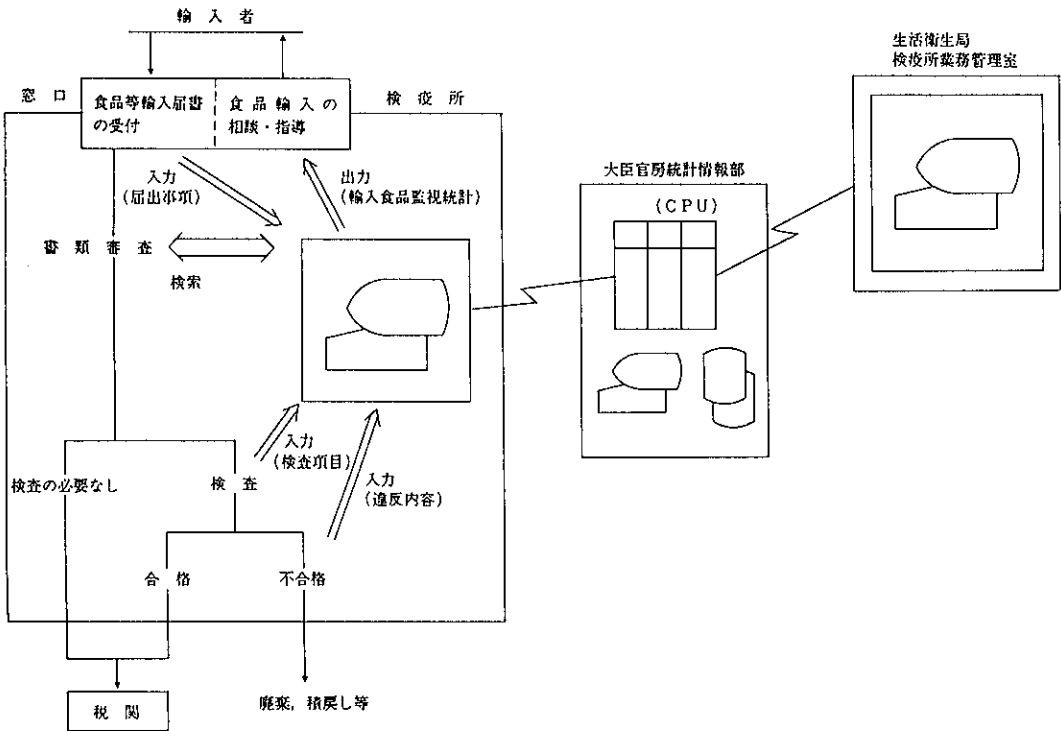 輸入者
生活衛生局
検疫所業務管理室
窓口
食品等輸入届書
の受付
食品輸入の
相談・指導
検疫所
入力
(届出事項)
出力
(輸入食品監視統計)
大臣官房統計情報部
(CPU)
書類審査
検索
入力
(検査項目)
検査の必要なし
検査
入力
(違反内容)
合格
不合格
税関
廃棄,積戻し等